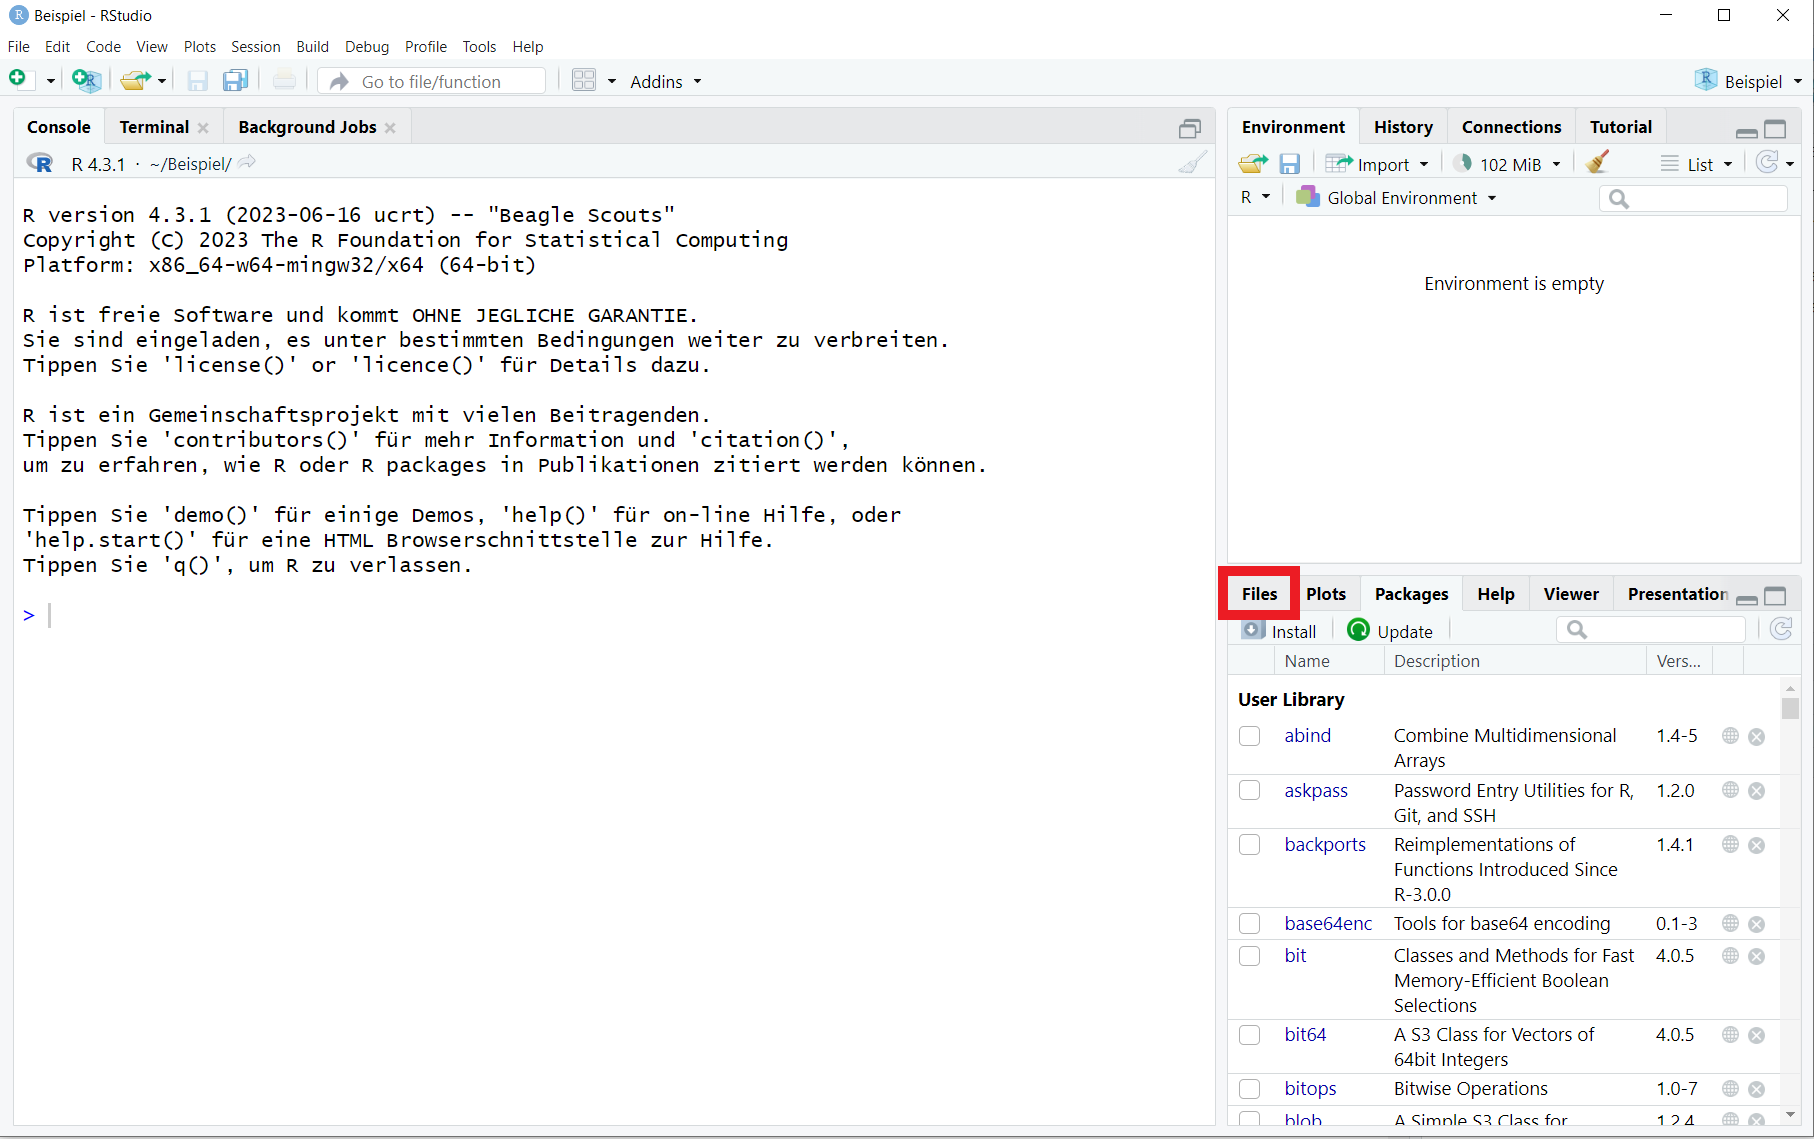 Beispiel - RStudio
File Edit Code View Plots Session Build Debug Profile Tools Help
Go to file/function Addins Beispiel
Console Terminal Background Jobs
R 4.3.1 · ~/Beispiel/
R version 4.3.1 (2023-06-16 ucrt) -- "Beagle Scouts"
Copyright (C) 2023 The R Foundation for Statistical Computing
Platform: x86_64-w64-mingw32/x64 (64-bit)
R ist freie Software und kommt OHNE JEGLICHE GARANTIE.
Sie sind eingeladen, es unter bestimmten Bedingungen weiter zu verbreiten.
Tippen Sie 'license()' or 'licence()' für Details dazu.
R ist ein Gemeinschaftsprojekt mit vielen Beitragenden.
Tippen Sie 'contributors()' für mehr Information und 'citation()',
um zu erfahren, wie R oder R packages in Publikationen zitiert werden können.
Tippen Sie 'demo()' für einige Demos, 'help()' für on-line Hilfe, oder
'help.start()' für eine HTML Browserschnittstelle zur Hilfe.
Tippen Sie 'q()', um R zu verlassen.
>
Environment History Connections Tutorial
Import 102 MiB List
R Global Environment
Environment is empty
Files Plots Packages Help Viewer Presentation
Install Update
Name Description Vers...
User Library
abind Combine Multidimensional 1.4-5
Arrays
askpass Password Entry Utilities for R, 1.2.0
Git, and SSH
backports Reimplementations of 1.4.1
Functions Introduced Since
R-3.0.0
base64enc Tools for base64 encoding 0.1-3
bit Classes and Methods for Fast 4.0.5
Memory-Efficient Boolean
Selections
bit64 A S3 Class for Vectors of 4.0.5
64bit Integers
bitops Bitwise Operations 1.0-7
blob A Simple S3 Class for 1.2.4